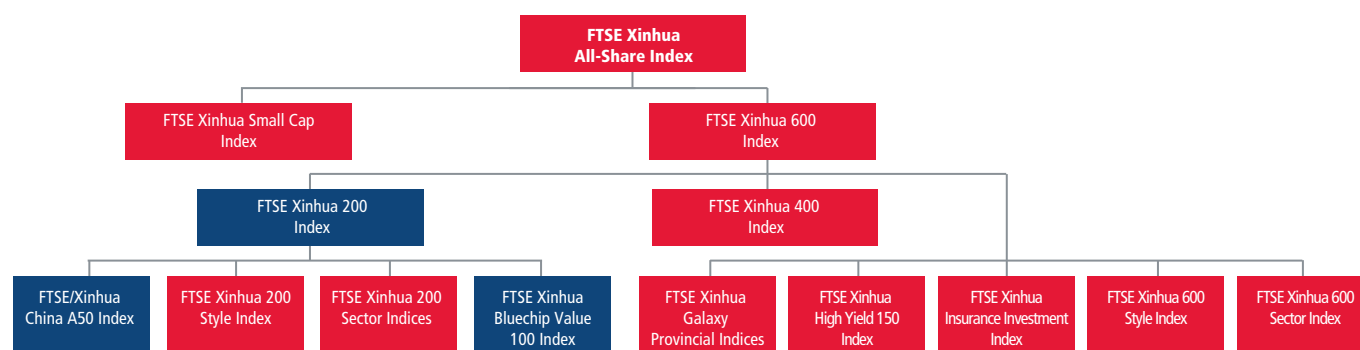 FTSE Xinhua
All-Share Index
FTSE Xinhua Small Cap
Index
FTSE Xinhua 600
Index
FTSE Xinhua 200
Index
FTSE Xinhua 400
Index
FTSE/Xinhua
China A50 Index
FTSE Xinhua 200
Style Index
FTSE Xinhua 200
Sector Indices
FTSE Xinhua
Bluechip Value
100 Index
FTSE Xinhua
Galaxy
Provincial Indices
FTSE Xinhua
High Yield 150
Index
FTSE Xinhua
Insurance Investment
Index
FTSE Xinhua 600
Style Index
FTSE Xinhua 600
Sector Index